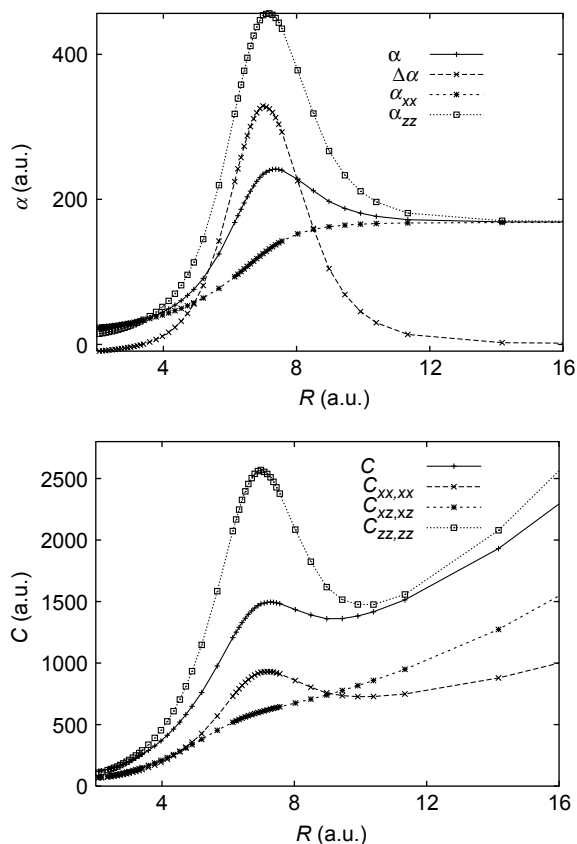 400
200
0
α (a.u.)
α
Δα
αxx
αzz
4 8 12 16
R (a.u.)
2500
2000
1500
1000
500
0
C (a.u.)
C
Cxx,xx
Cxz,xz
Czz,zz
4 8 12 16
R (a.u.)